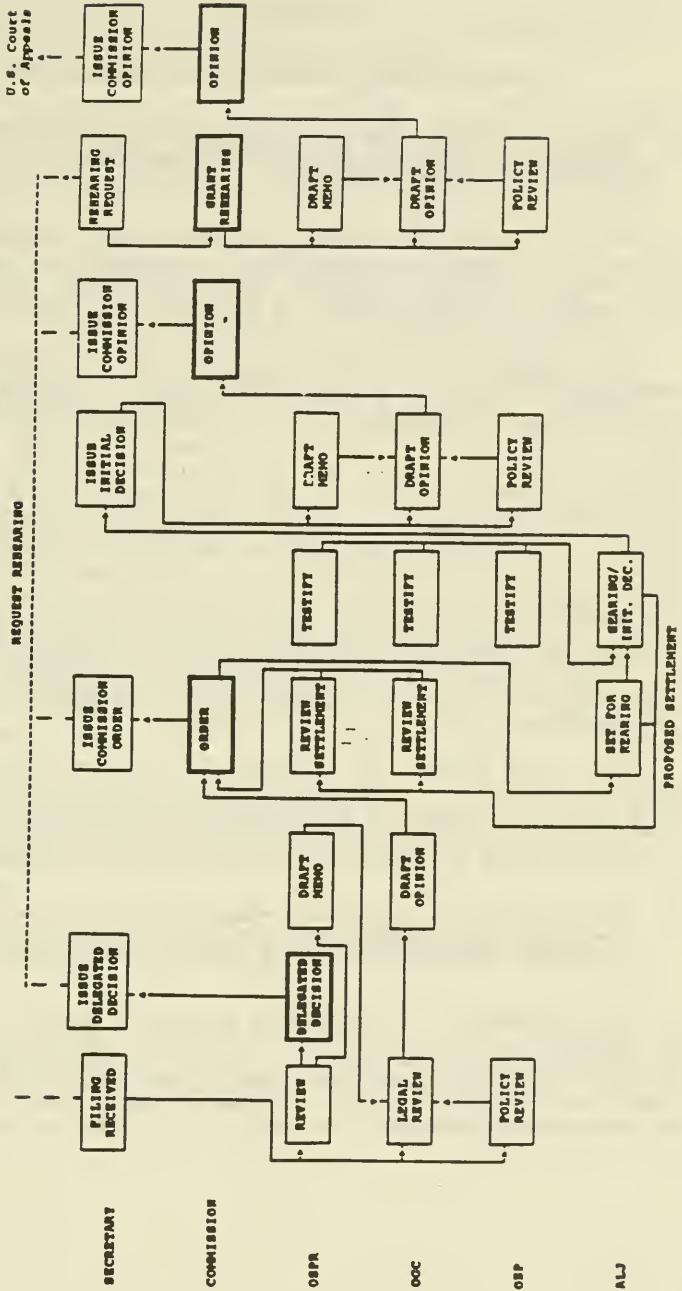 U.S. Court
of Appeals
REQUEST REHEARING
SECRETARY
FILING
RECEIVED
ISSUE
DELEGATED
DECISION
ISSUE
COMMISSION
ORDER
ISSUE
INITIAL
DECISION
ISSUE
COMMISSION
OPINION
REHEARING
REQUEST
ISSUE
COMMISSION
OPINION
COMMISSION
ORDER
OPINION
GRANT
REHEARING
OPINION
OSPR
REVIEW
DELEGATED
DECISION
DRAFT
MEMO
REVIEW
SETTLEMENT
TESTIFY
DRAFT
MEMO
DRAFT
MEMO
OGC
LEGAL
REVIEW
DRAFT
OPINION
REVIEW
SETTLEMENT
TESTIFY
DRAFT
OPINION
DRAFT
OPINION
OSP
POLICY
REVIEW
TESTIFY
POLICY
REVIEW
POLICY
REVIEW
ALJ
SET FOR
HEARING
HEARING/
INIT. DEC.
PROPOSED SETTLEMENT